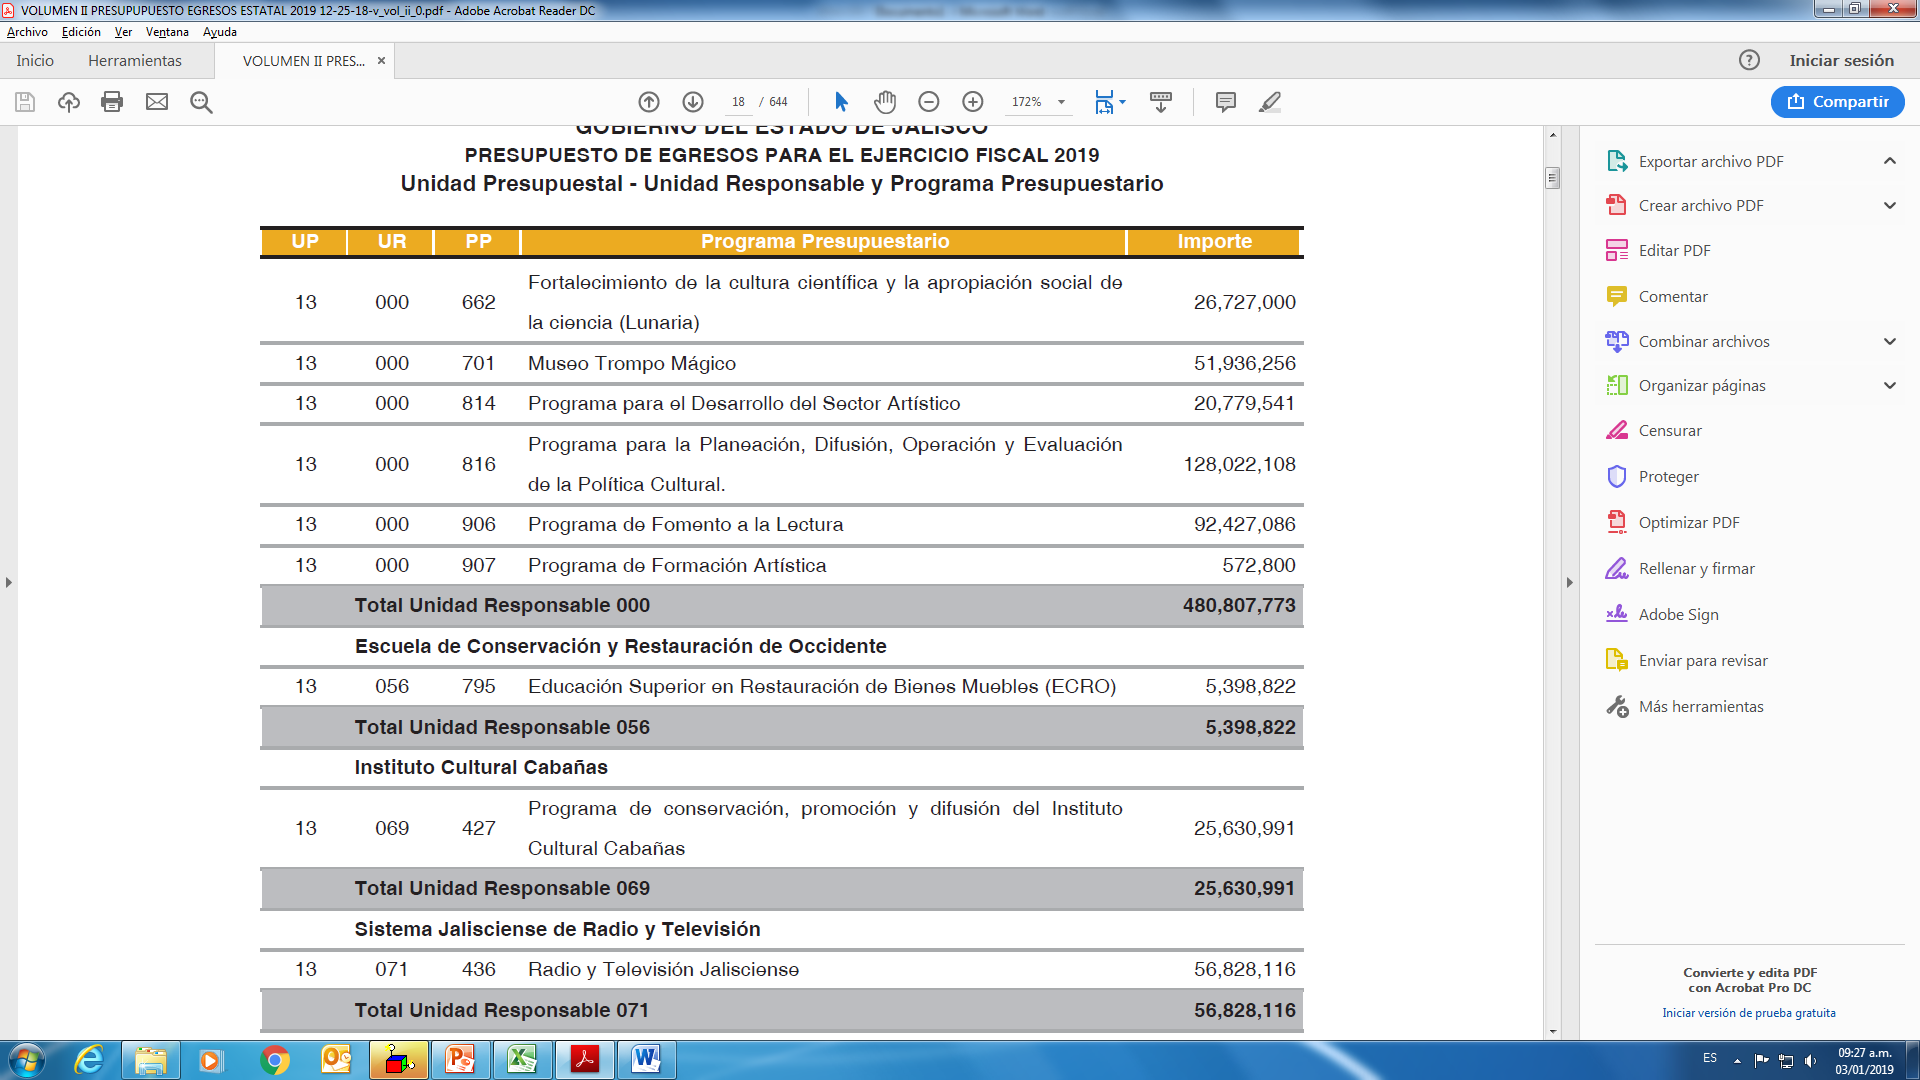 VOLUMEN II PRESUPUPUESTO EGRESOS ESTATAL 2019 12-25-18-v_vol_ii_0.pdf - Adobe Acrobat Reader DC
Archivo Edición Ver Ventana Ayuda
Inicio Herramientas VOLUMEN II PRES... × ? Iniciar sesión
18 / 644 172% Compartir
GOBIERNO DEL ESTADO DE JALISCO
PRESUPUESTO DE EGRESOS PARA EL EJERCICIO FISCAL 2019
Unidad Presupuestal - Unidad Responsable y Programa Presupuestario
UP UR PP Programa Presupuestario Importe
13 000 662 Fortalecimiento de la cultura científica y la apropiación social de la ciencia (Lunaria) 26,727,000
13 000 701 Museo Trompo Mágico 51,936,256
13 000 814 Programa para el Desarrollo del Sector Artístico 20,779,541
13 000 816 Programa para la Planeación, Difusión, Operación y Evaluación de la Política Cultural. 128,022,108
13 000 906 Programa de Fomento a la Lectura 92,427,086
13 000 907 Programa de Formación Artística 572,800
Total Unidad Responsable 000 480,807,773
Escuela de Conservación y Restauración de Occidente
13 056 795 Educación Superior en Restauración de Bienes Muebles (ECRO) 5,398,822
Total Unidad Responsable 056 5,398,822
Instituto Cultural Cabañas
13 069 427 Programa de conservación, promoción y difusión del Instituto Cultural Cabañas 25,630,991
Total Unidad Responsable 069 25,630,991
Sistema Jalisciense de Radio y Televisión
13 071 436 Radio y Televisión Jalisciense 56,828,116
Total Unidad Responsable 071 56,828,116
Exportar archivo PDF
Crear archivo PDF
Editar PDF
Comentar
Combinar archivos
Organizar páginas
Censurar
Proteger
Optimizar PDF
Rellenar y firmar
Adobe Sign
Enviar para revisar
Más herramientas
Convierte y edita PDF
con Acrobat Pro DC
Iniciar versión de prueba gratuita
ES
09:27 a.m.
03/01/2019